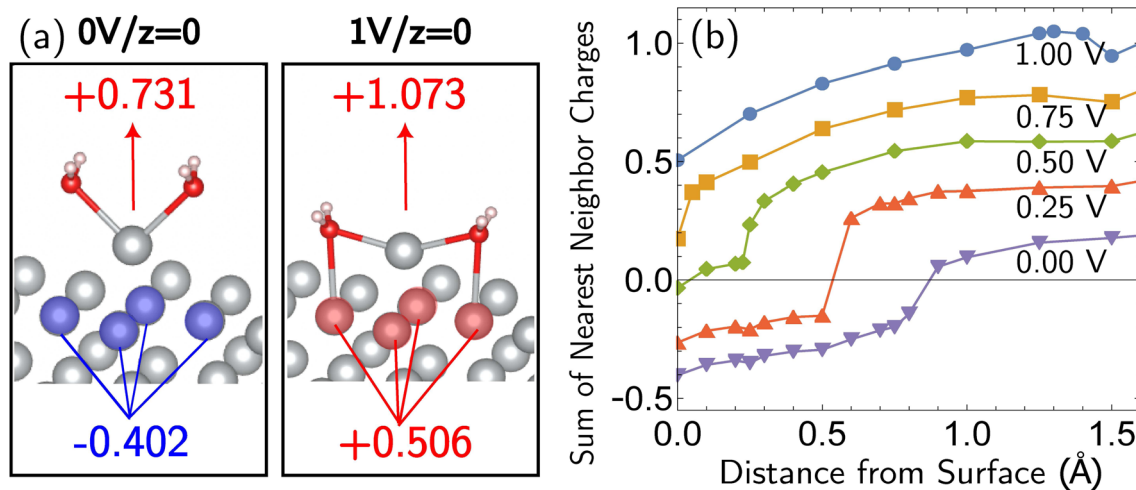 (a) 0V/z=0 1V/z=0
+0.731 +1.073
-0.402 +0.506
(b)
Sum of Nearest Neighbor Charges
1.0
0.5
0.0
-0.5
1.00 V
0.75 V
0.50 V
0.25 V
0.00 V
0.0 0.5 1.0 1.5
Distance from Surface (Å)